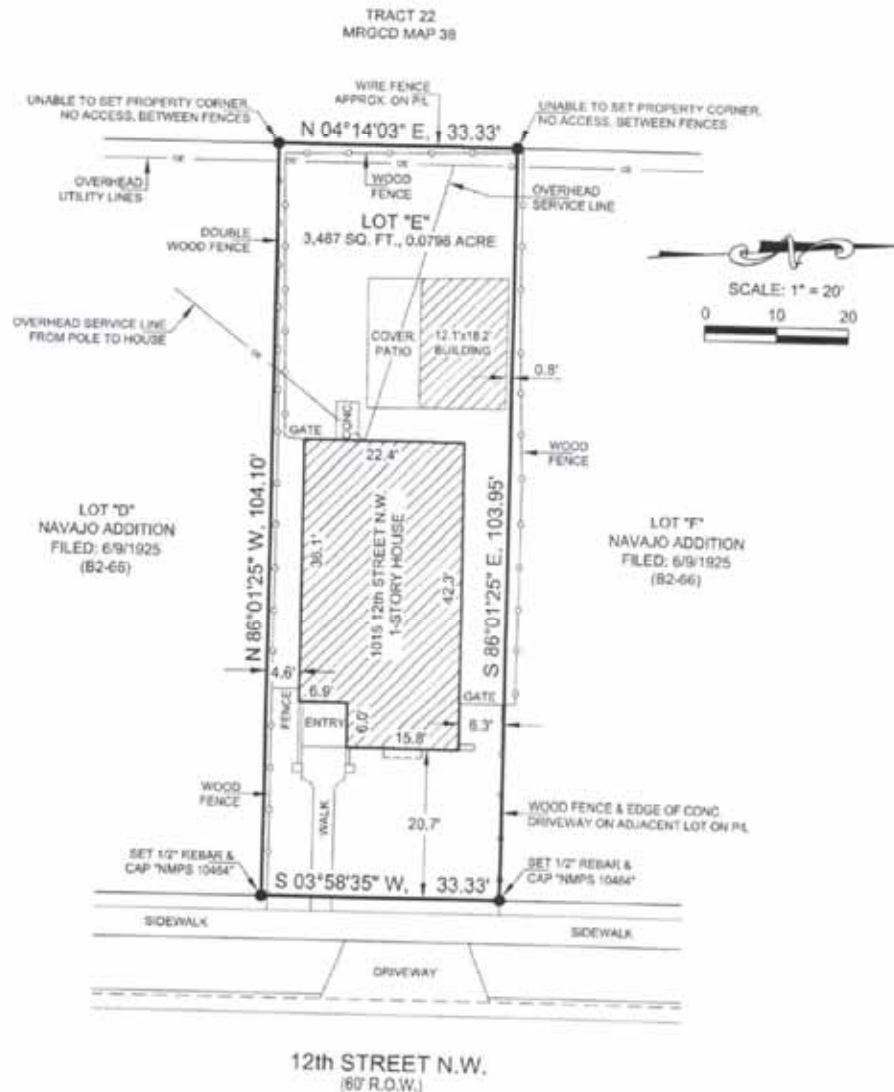 TRACT 22
MRGCD MAP 38
WIRE FENCE
APPROX. ON P/L
UNABLE TO SET PROPERTY CORNER,
NO ACCESS, BETWEEN FENCES
UNABLE TO SET PROPERTY CORNER,
NO ACCESS, BETWEEN FENCES
N 04°14'03" E, 33.33'
OE
OE
OE
OE
OVERHEAD
UTILITY LINES
WOOD
FENCE
OVERHEAD
SERVICE LINE
DOUBLE
WOOD FENCE
LOT "E"
3,467 SQ. FT., 0.0796 ACRE
SCALE: 1" = 20'
0 10 20
OVERHEAD SERVICE LINE
FROM POLE TO HOUSE
OE
COVER.
PATIO
12.1'x18.2'
BUILDING
0.8'
GATE
CONC.
22.4'
WOOD
FENCE
N 86°01'25" W, 104.10'
36.1'
1015 12th STREET N.W.
1-STORY HOUSE
42.3'
S 86°01'25" E, 103.95'
LOT "D"
NAVAJO ADDITION
FILED: 6/9/1925
(B2-66)
LOT "F"
NAVAJO ADDITION
FILED: 6/9/1925
(B2-66)
4.6'
6.9'
FENCE
ENTRY
6.0'
15.8'
GATE
6.3'
WOOD
FENCE
WALK
20.7'
WOOD FENCE & EDGE OF CONC.
DRIVEWAY ON ADJACENT LOT ON P/L
SET 1/2" REBAR &
CAP "NMPS 10464"
SET 1/2" REBAR &
CAP "NMPS 10464"
S 03°58'35" W, 33.33'
SIDEWALK
SIDEWALK
DRIVEWAY
12th STREET N.W.
(60' R.O.W.)